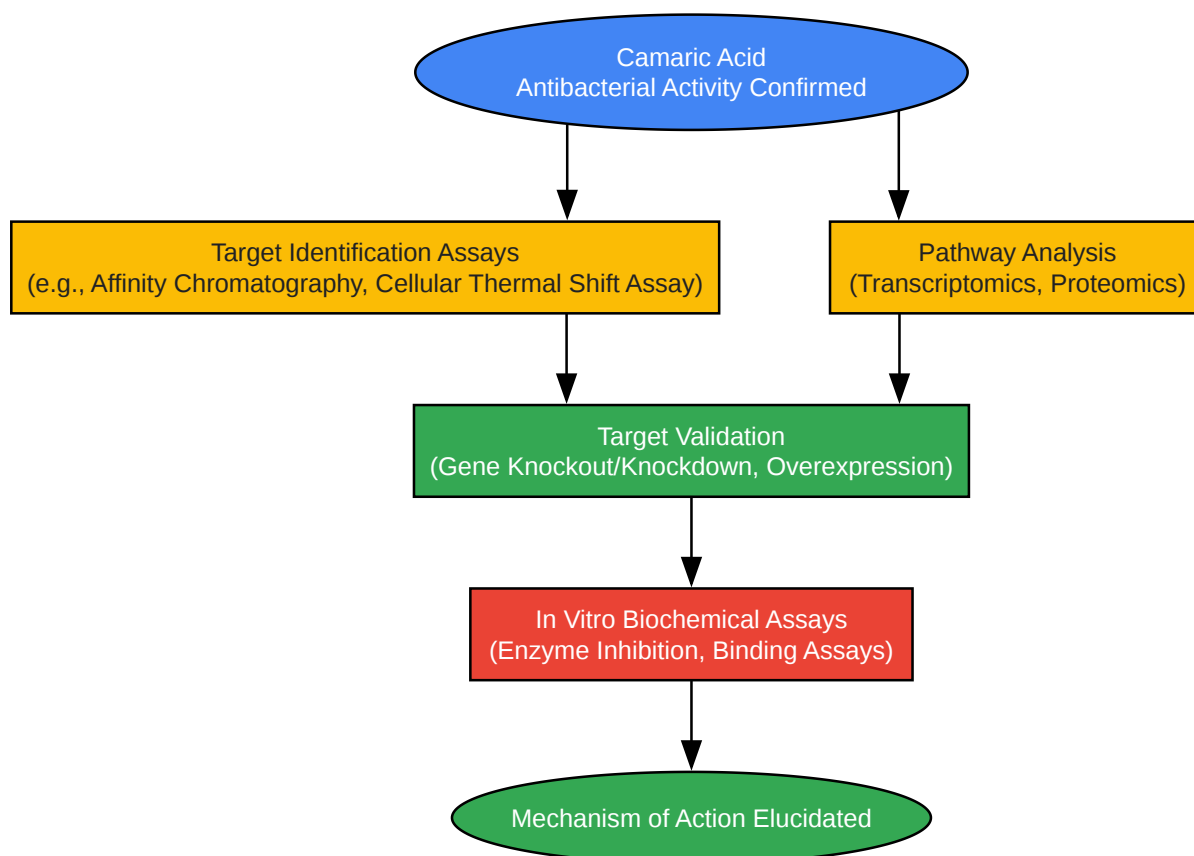 Camaric Acid
Antibacterial Activity Confirmed
Target Identification Assays
(e.g., Affinity Chromatography, Cellular Thermal Shift Assay)
Pathway Analysis
(Transcriptomics, Proteomics)
Target Validation
(Gene Knockout/Knockdown, Overexpression)
In Vitro Biochemical Assays
(Enzyme Inhibition, Binding Assays)
Mechanism of Action Elucidated